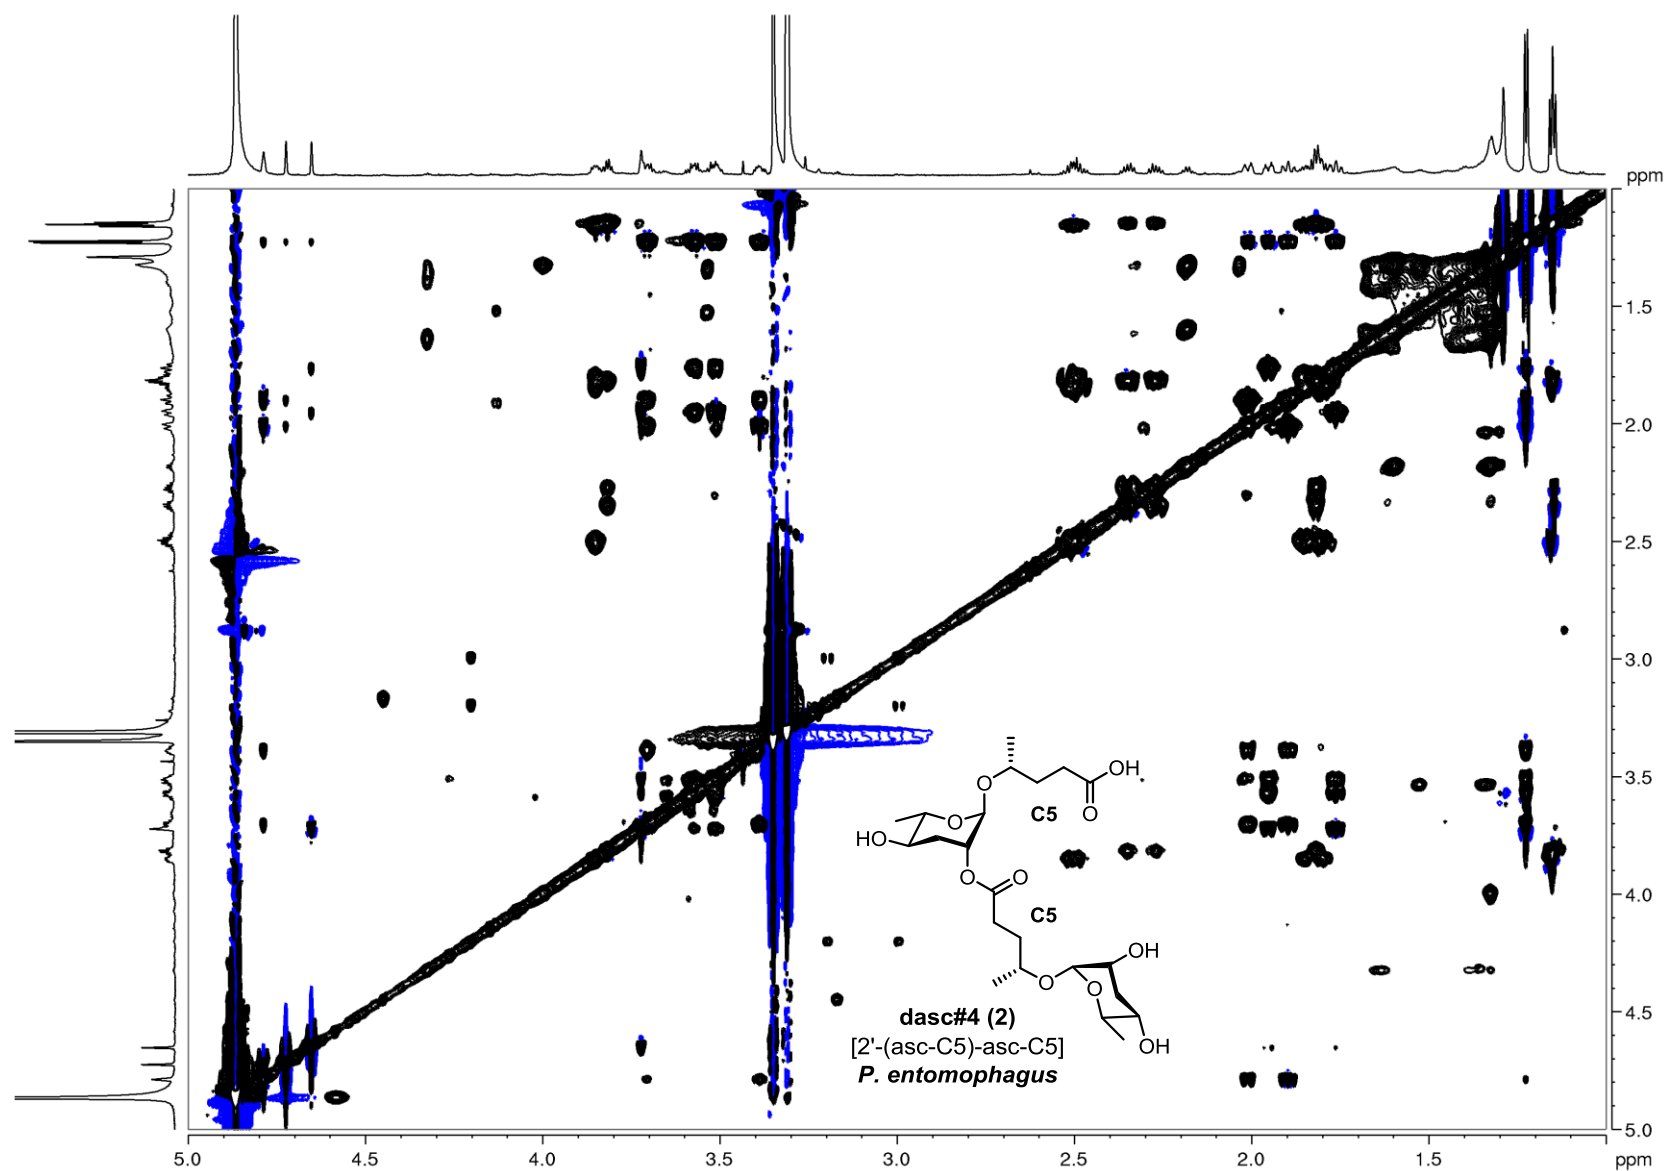 ppm
1.5
2.0
2.5
3.0
3.5
4.0
4.5
5.0
5.0
4.5
4.0
3.5
3.0
2.5
2.0
1.5
ppm
OH
O
O
C5
O
HO
O
O
C5
OH
O
O
OH
dasc#4 (2)
[2'-(asc-C5)-asc-C5]
P. entomophagus